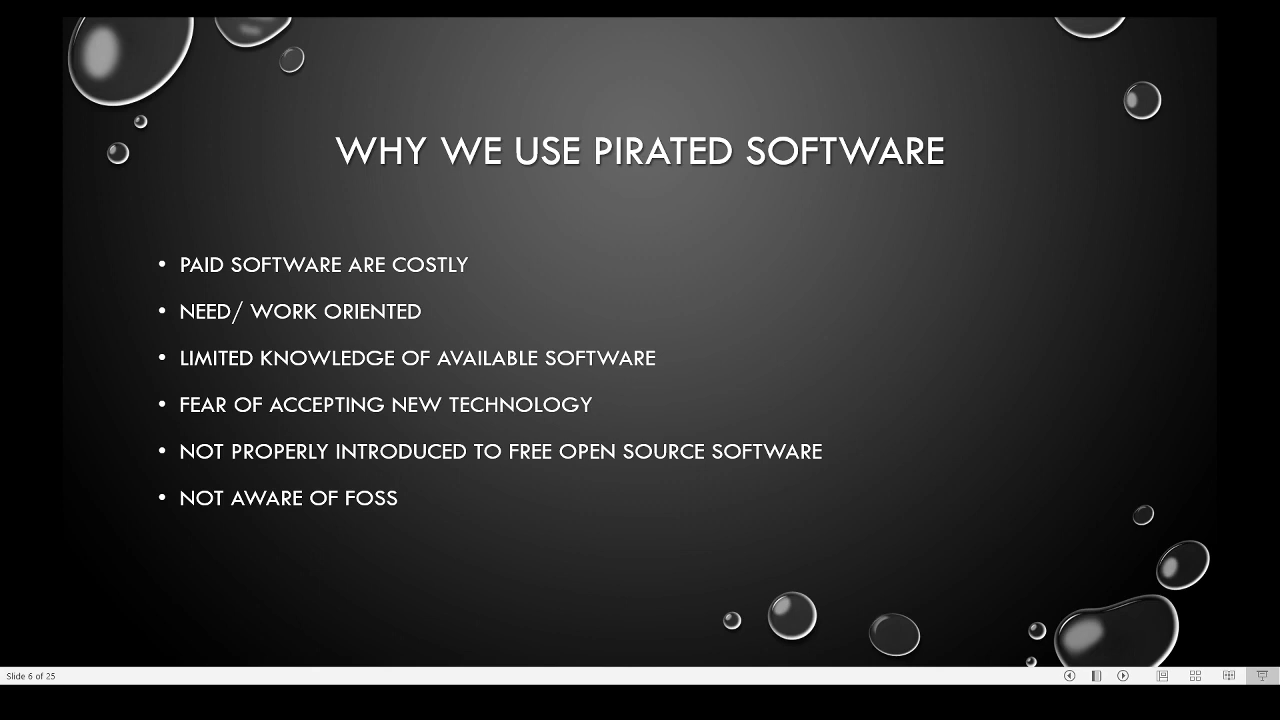 WHY WE USE PIRATED SOFTWARE
• PAID SOFTWARE ARE COSTLY
• NEED/ WORK ORIENTED
• LIMITED KNOWLEDGE OF AVAILABLE SOFTWARE
• FEAR OF ACCEPTING NEW TECHNOLOGY
• NOT PROPERLY INTRODUCED TO FREE OPEN SOURCE SOFTWARE
• NOT AWARE OF FOSS
Slide 6 of 25